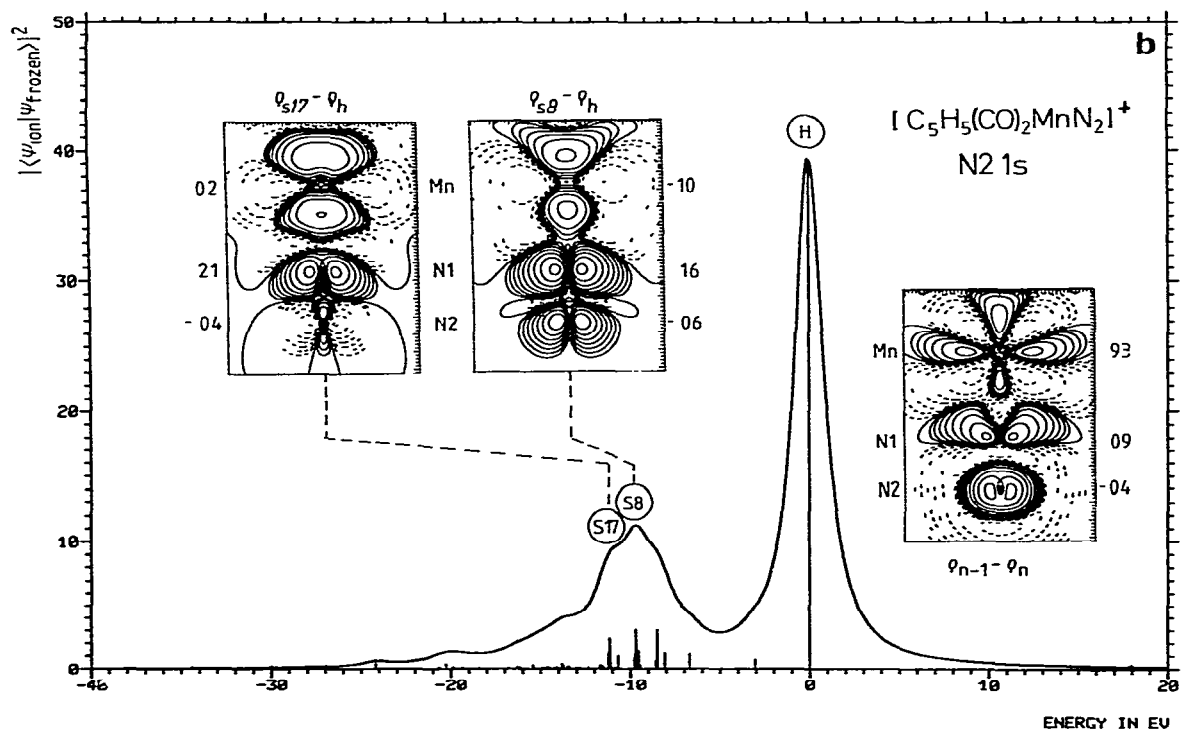 b
|⟨Ψion|Ψfrozen⟩|²
50
40
30
20
10
0
-40
-30
-20
-10
0
10
20
ENERGY IN EV
[C₅H₅(CO)₂MnN₂]⁺
N2 1s
H
S8
S17
ρs17 - ρh
02
21
-04
Mn
N1
N2
ρs8 - ρh
-10
16
-06
Mn
N1
N2
93
09
-04
ρn-1 - ρn